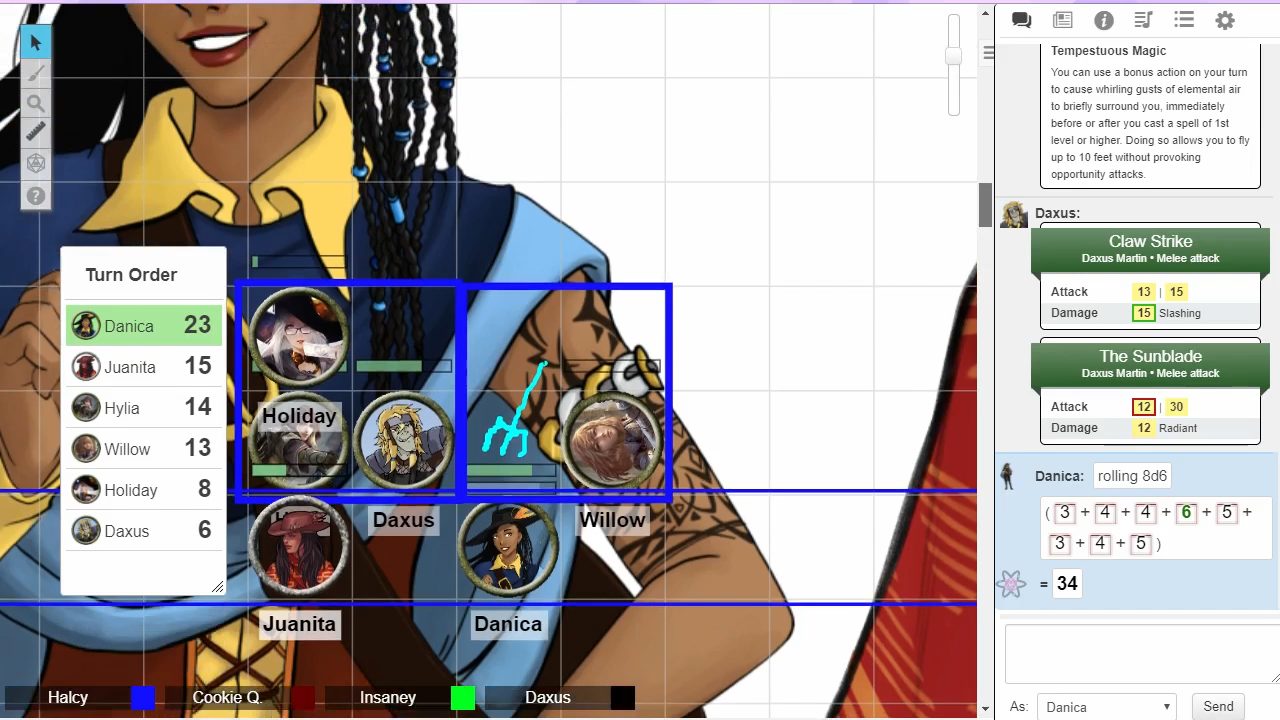 Turn Order
Danica 23
Juanita 15
Hylia 14
Willow 13
Holiday 8
Daxus 6
Holiday
Daxus
Willow
Juanita
Danica
Halcy
Cookie Q.
Insaney
Daxus
Tempestuous Magic
You can use a bonus action on your turn
to cause whirling gusts of elemental air
to briefly surround you, immediately
before or after you cast a spell of 1st
level or higher. Doing so allows you to fly
up to 10 feet without provoking
opportunity attacks.
Daxus:
Claw Strike
Daxus Martin • Melee attack
Attack 13 | 15
Damage 15 Slashing
The Sunblade
Daxus Martin • Melee attack
Attack 12 | 30
Damage 12 Radiant
Danica: rolling 8d6
( 3 + 4 + 4 + 6 + 5 +
3 + 4 + 5 )
= 34
As: Danica Send